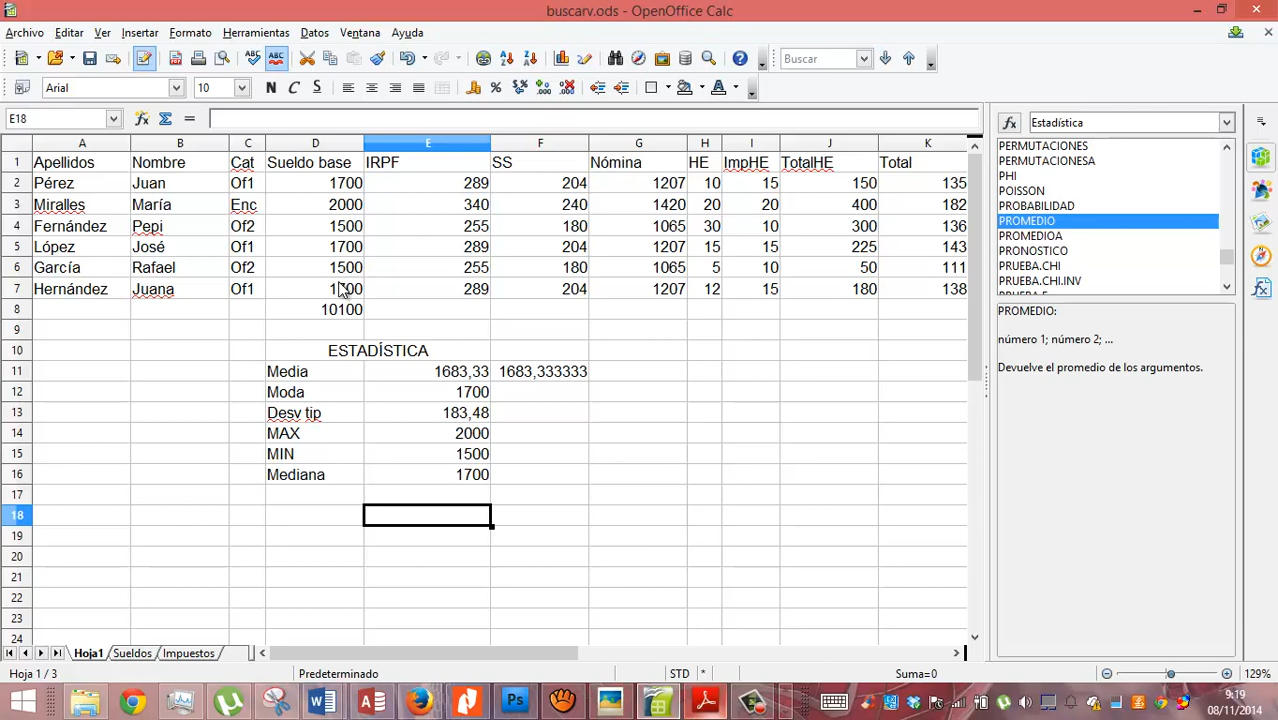 buscarv.ods - OpenOffice Calc
Archivo Editar Ver Insertar Formato Herramientas Datos Ventana Ayuda
Buscar
Arial 10 N C S
E18
Estadística
A B C D E F G H I J K
1 Apellidos Nombre Cat Sueldo base IRPF SS Nómina HE ImpHE TotalHE Total
2 Pérez Juan Of1 1700 289 204 1207 10 15 150 135
3 Miralles María Enc 2000 340 240 1420 20 20 400 182
4 Fernández Pepi Of2 1500 255 180 1065 30 10 300 136
5 López José Of1 1700 289 204 1207 15 15 225 143
6 García Rafael Of2 1500 255 180 1065 5 10 50 111
7 Hernández Juana Of1 289 204 1207 12 15 180 138
8 10100
9
10 ESTADÍSTICA
11 Media 1683,33 1683,333333
12 Moda 1700
13 Desv tip 183,48
14 MAX 2000
15 MIN 1500
16 Mediana 1700
17
18
19
20
21
22
23
24
PERMUTACIONES
PERMUTACIONESA
PHI
POISSON
PROBABILIDAD
PROMEDIO
PROMEDIOA
PRONOSTICO
PRUEBA.CHI
PRUEBA.CHI.INV
PROMEDIO:
número 1; número 2; ...
Devuelve el promedio de los argumentos.
Hoja1 Sueldos Impuestos
Hoja 1 / 3 Predeterminado STD * Suma=0 129%
9:19
08/11/2014